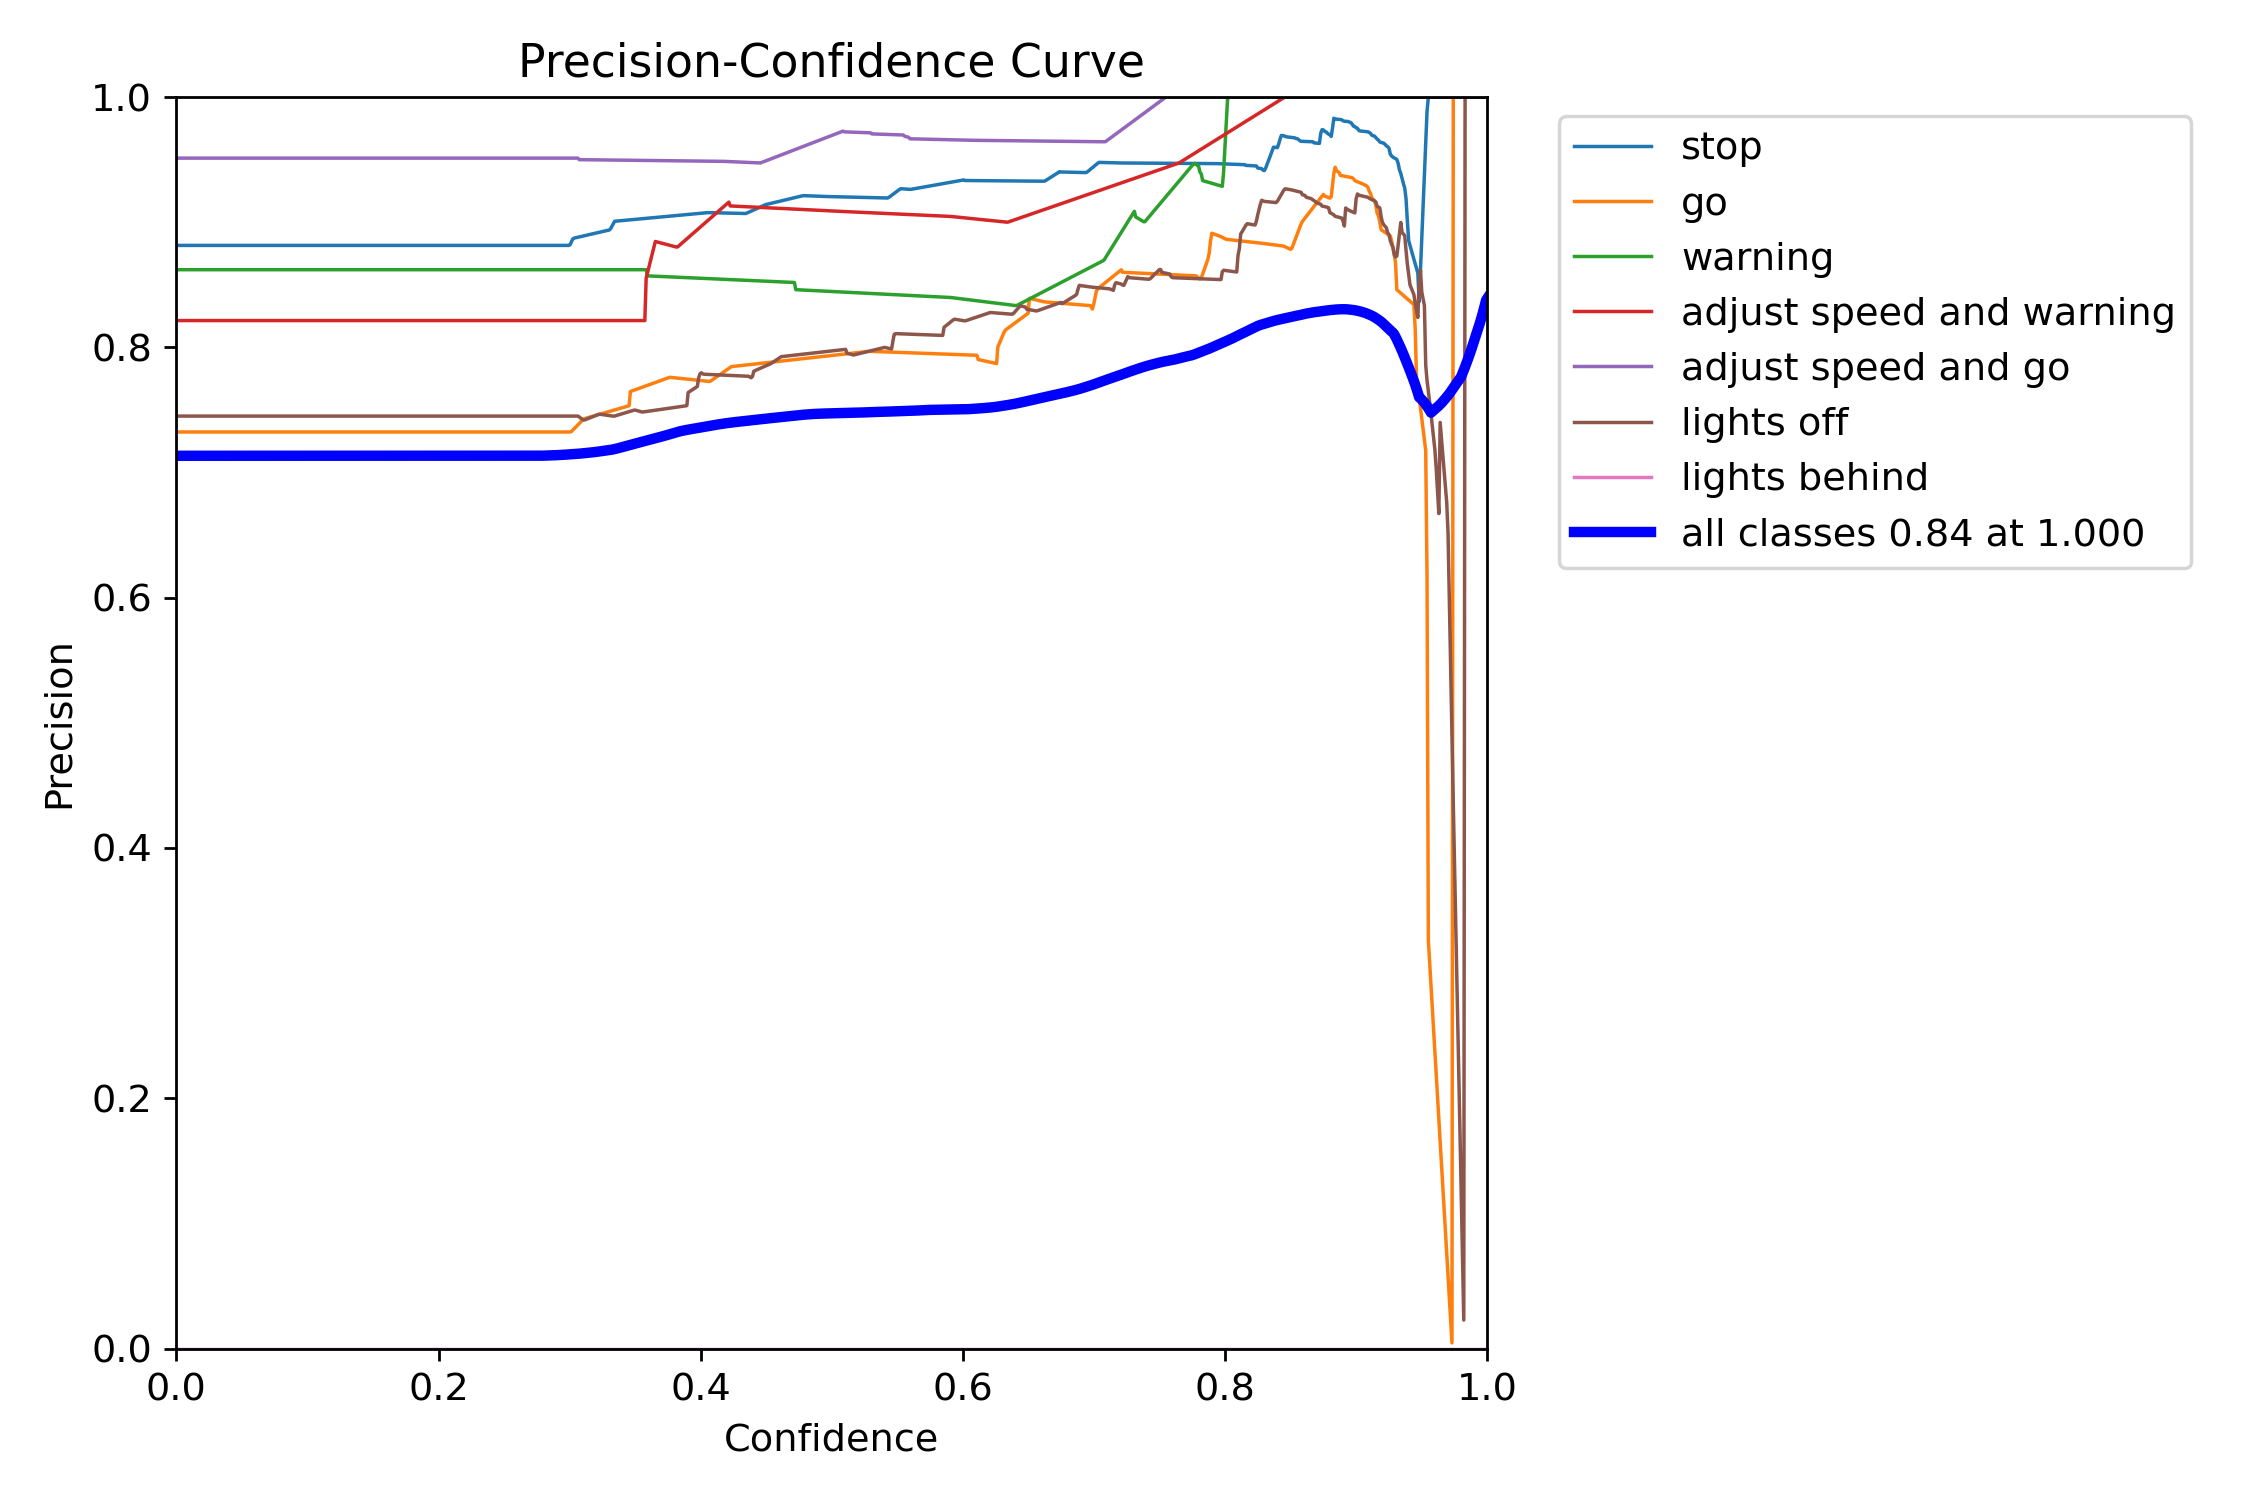 Precision-Confidence Curve
1.0
0.8
0.6
0.4
0.2
0.0
Precision
0.0 0.2 0.4 0.6 0.8 1.0
Confidence
stop
go
warning
adjust speed and warning
adjust speed and go
lights off
lights behind
all classes 0.84 at 1.000